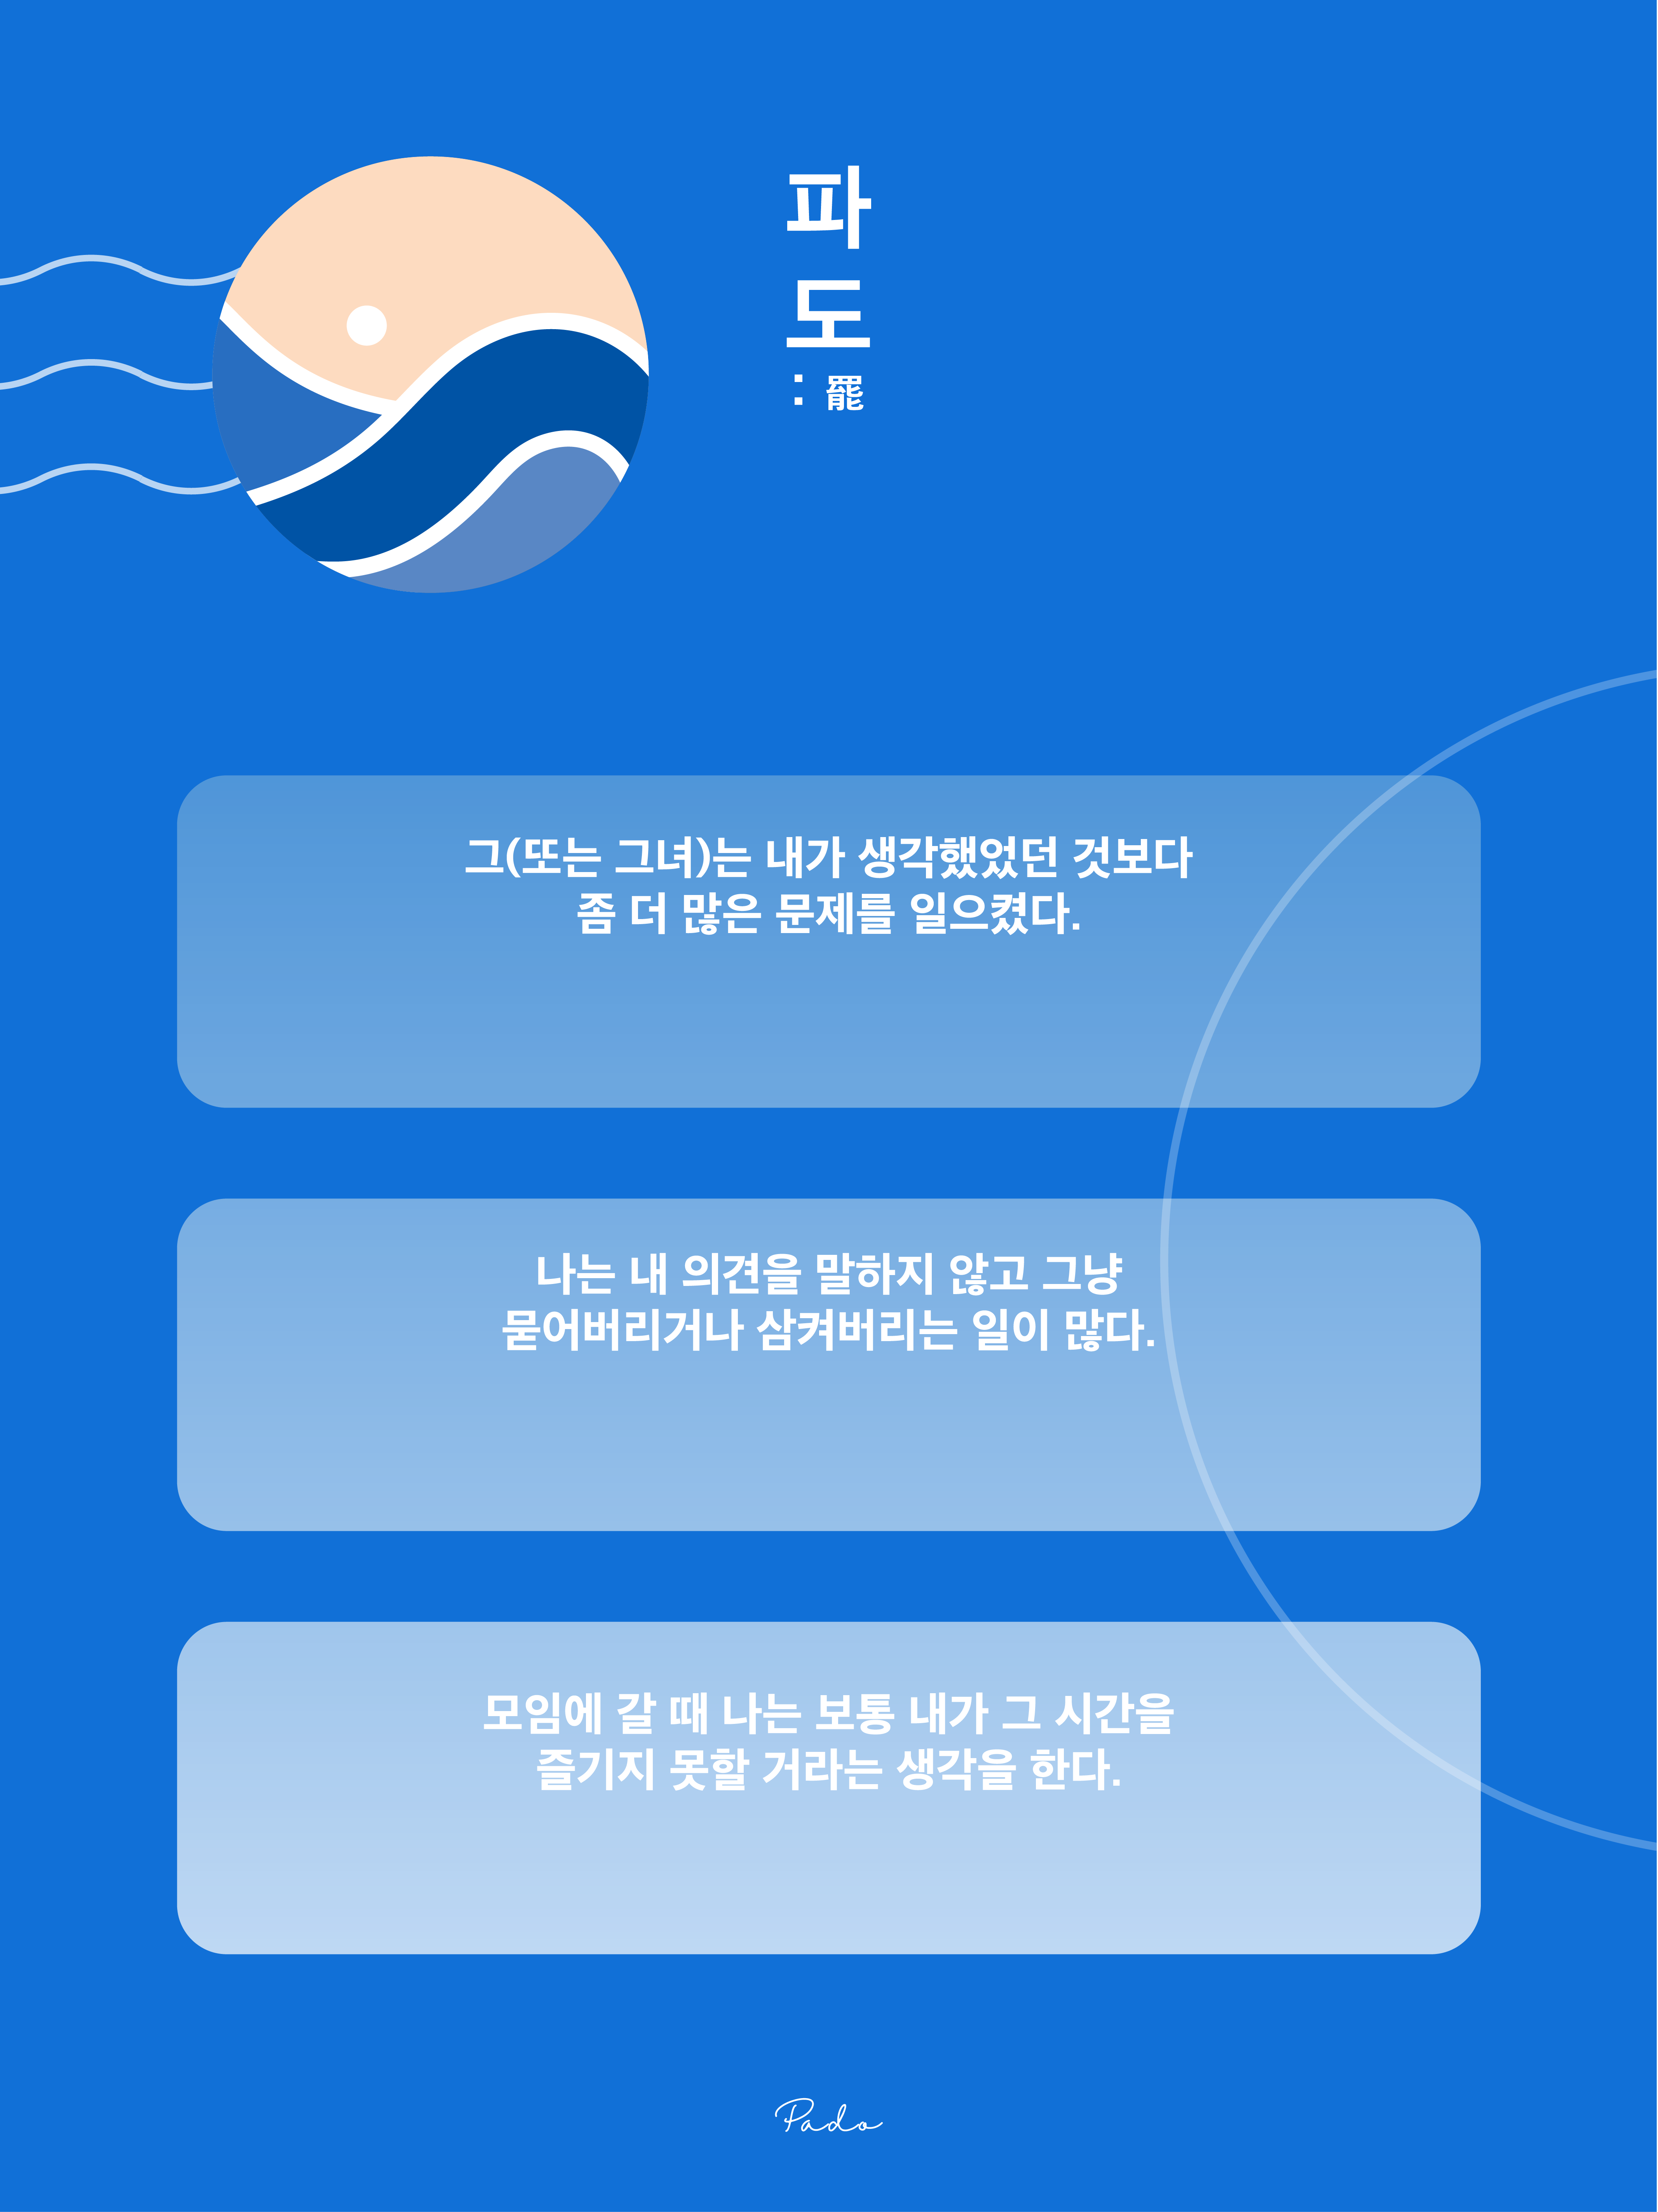 파
도
: 罷
그(또는 그녀)는 내가 생각했었던 것보다
좀 더 많은 문제를 일으켰다.
나는 내 의견을 말하지 않고 그냥
묻어버리거나 삼켜버리는 일이 많다.
모임에 갈 때 나는 보통 내가 그 시간을
즐기지 못할 거라는 생각을 한다.
Pado